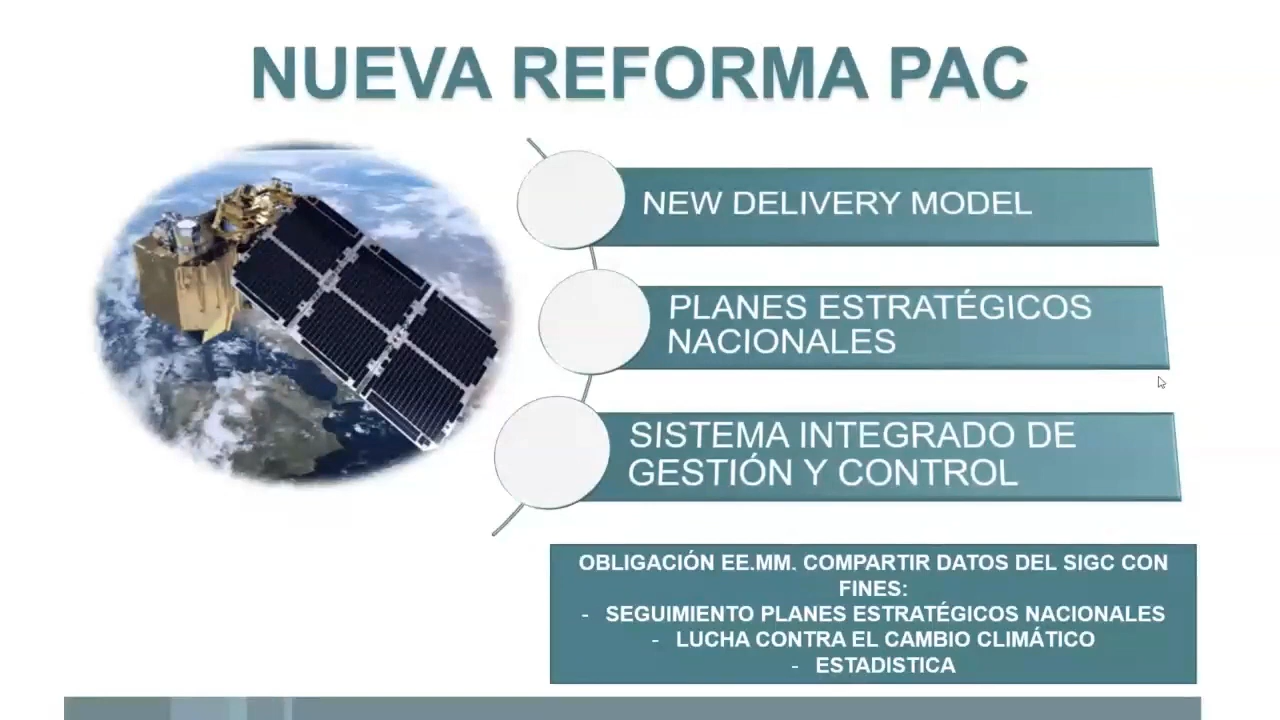 NUEVA REFORMA PAC
NEW DELIVERY MODEL
PLANES ESTRATÉGICOS
NACIONALES
SISTEMA INTEGRADO DE
GESTIÓN Y CONTROL
OBLIGACIÓN EE.MM. COMPARTIR DATOS DEL SIGC CON
FINES:
- SEGUIMIENTO PLANES ESTRATÉGICOS NACIONALES
- LUCHA CONTRA EL CAMBIO CLIMÁTICO
- ESTADISTICA